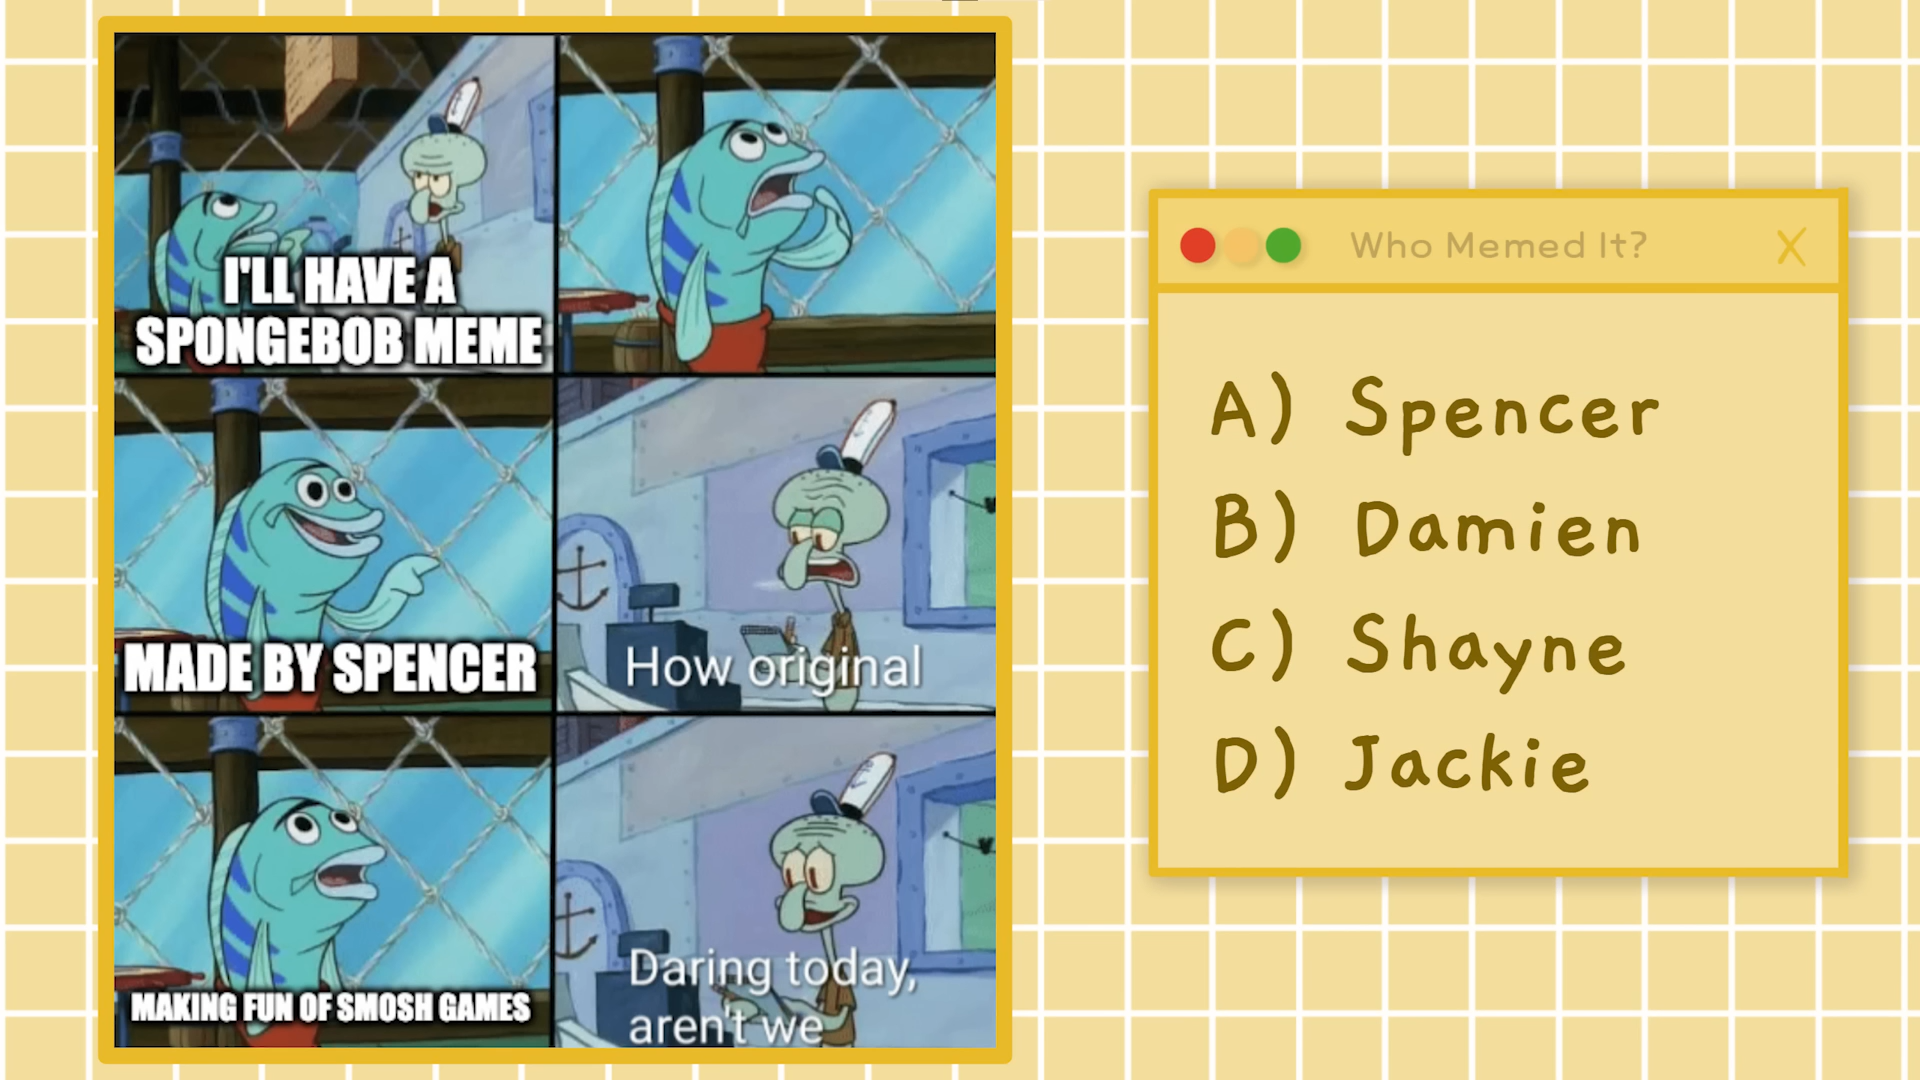 I'LL HAVE A
SPONGEBOB MEME
MADE BY SPENCER
How original
MAKING FUN OF SMOSH GAMES
Daring today,
aren't we
Who Memed It?
X
A) Spencer
B) Damien
C) Shayne
D) Jackie